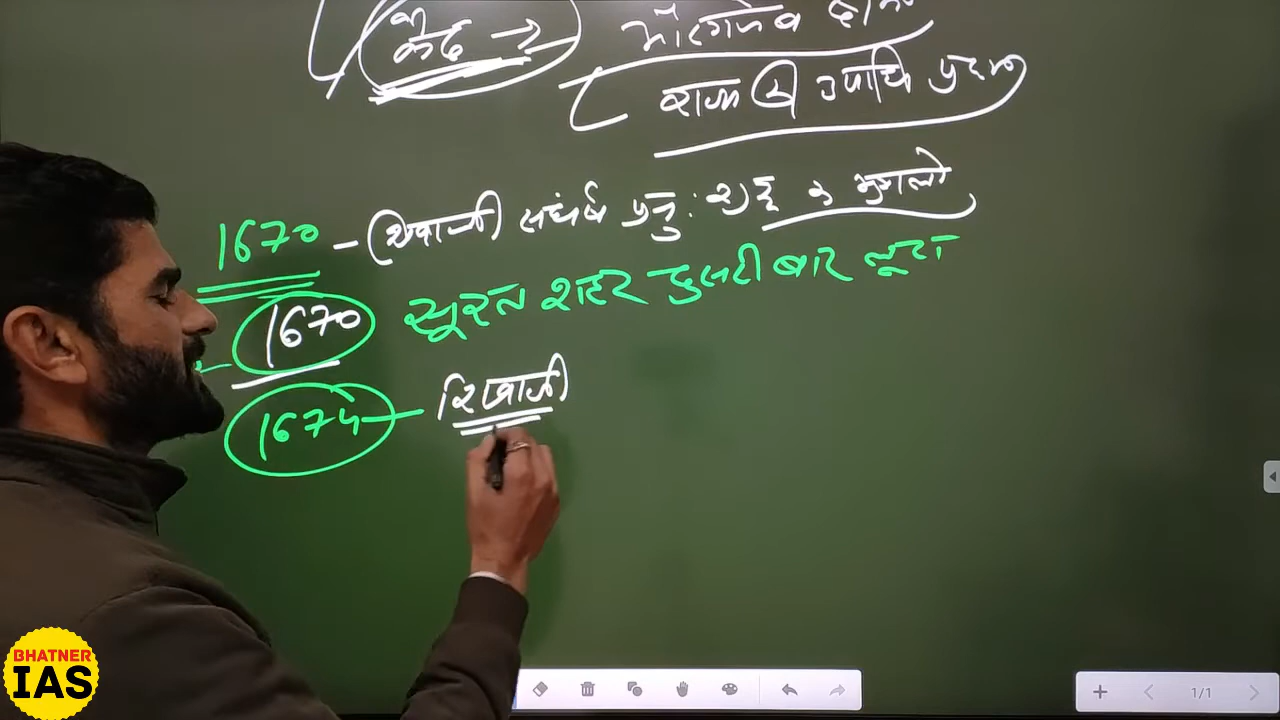 कैद →
औरंगजेब द्वारा
राजा की उपाधि प्रदान
1670 - शिवाजी संघर्ष पुनः शुरू मुगलो
1670 सूरत शहर दुसरी बार लूटा
1674 - शिवाजी
BHATNER
IAS
1/1